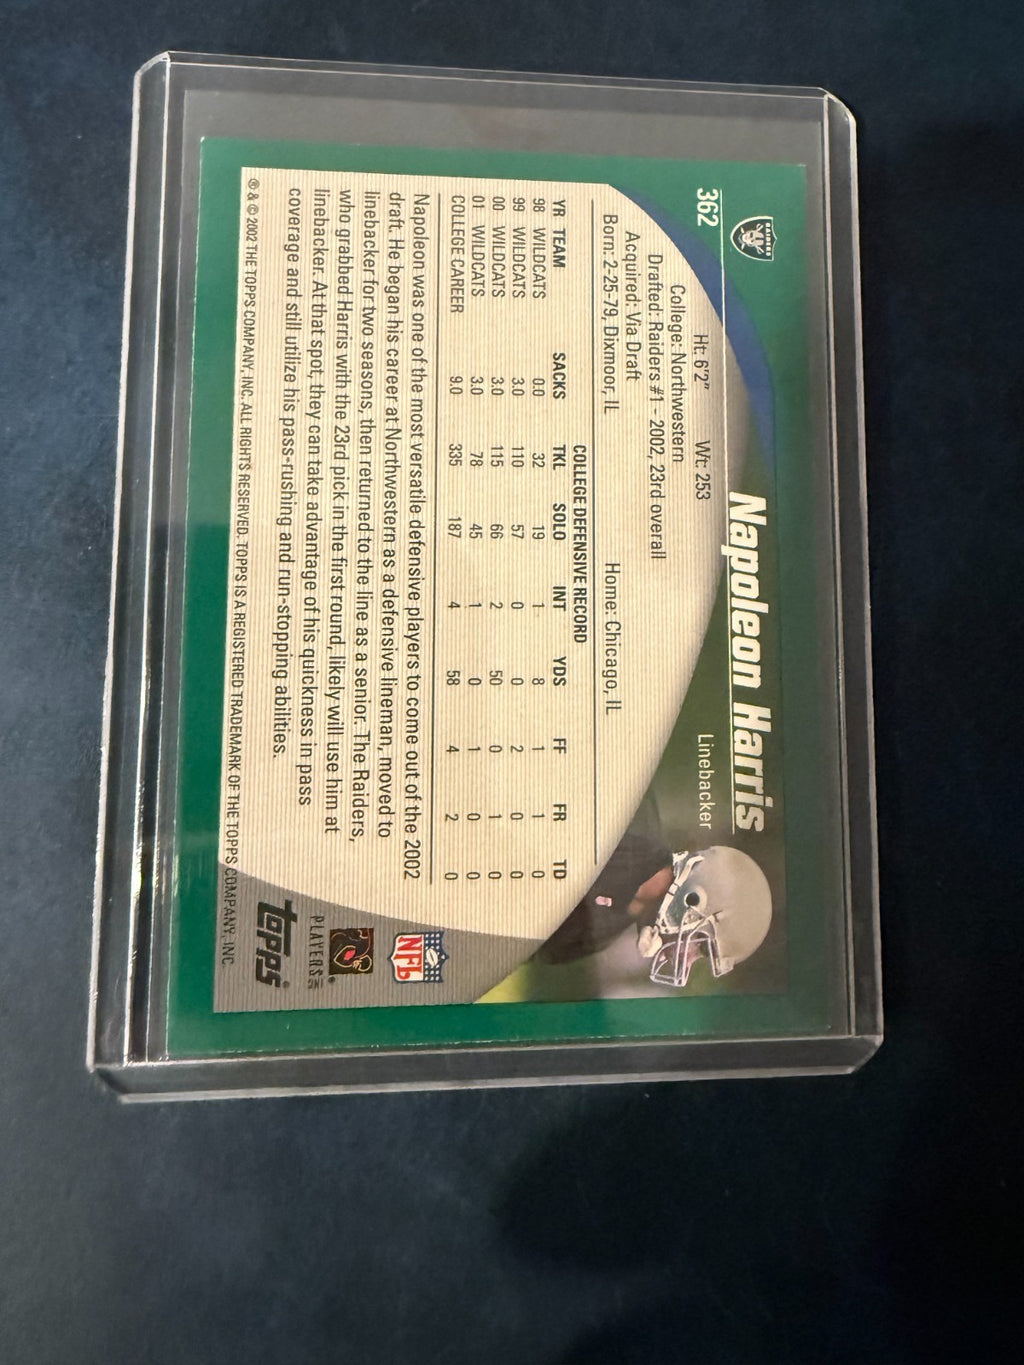 362
RAIDERS
Napoleon Harris
Linebacker
Ht: 6'2" Wt: 253
College: Northwestern
Drafted: Raiders #1 - 2002, 23rd overall
Acquired: Via Draft
Born: 2-25-79, Dixmoor, IL Home: Chicago, IL
COLLEGE DEFENSIVE RECORD
YR TEAM SACKS TKL SOLO INT YDS FF FR TD
98 WILDCATS 0.0 32 19 1 8 1 1 0
99 WILDCATS 3.0 110 57 0 0 2 0 0
00 WILDCATS 3.0 115 66 2 50 0 1 0
01 WILDCATS 3.0 78 45 1 0 1 0 0
COLLEGE CAREER 9.0 335 187 4 58 4 2 0
Napoleon was one of the most versatile defensive players to come out of the 2002
draft. He began his career at Northwestern as a defensive lineman, moved to
linebacker for two seasons, then returned to the line as a senior. The Raiders,
who grabbed Harris with the 23rd pick in the first round, likely will use him at
linebacker. At that spot, they can take advantage of his quickness in pass
coverage and still utilize his pass-rushing and run-stopping abilities.
NFL
PLAYERS INC
topps®
® & © 2002 THE TOPPS COMPANY, INC. ALL RIGHTS RESERVED. TOPPS IS A REGISTERED TRADEMARK OF THE TOPPS COMPANY, INC.